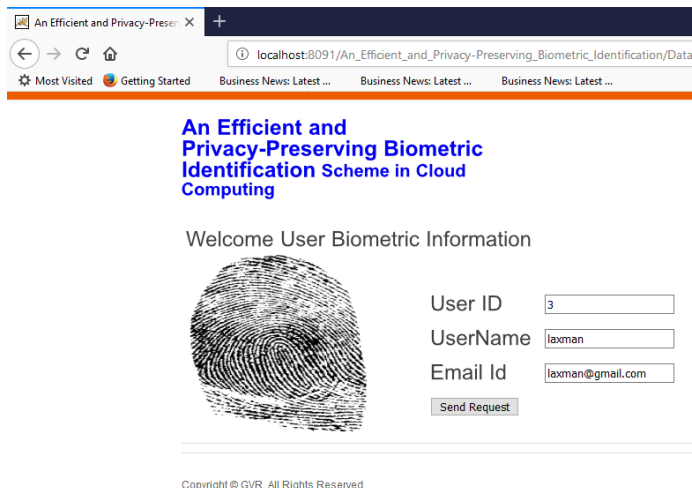 An Efficient and Privacy-Preser
localhost:8091/An_Efficient_and_Privacy-Preserving_Biometric_Identification/Data
Most Visited Getting Started Business News: Latest ... Business News: Latest ... Business News: Latest ...
An Efficient and
Privacy-Preserving Biometric
Identification Scheme in Cloud
Computing
Welcome User Biometric Information
User ID 3
UserName laxman
Email Id laxman@gmail.com
Send Request
Copyright © GVR. All Rights Reserved